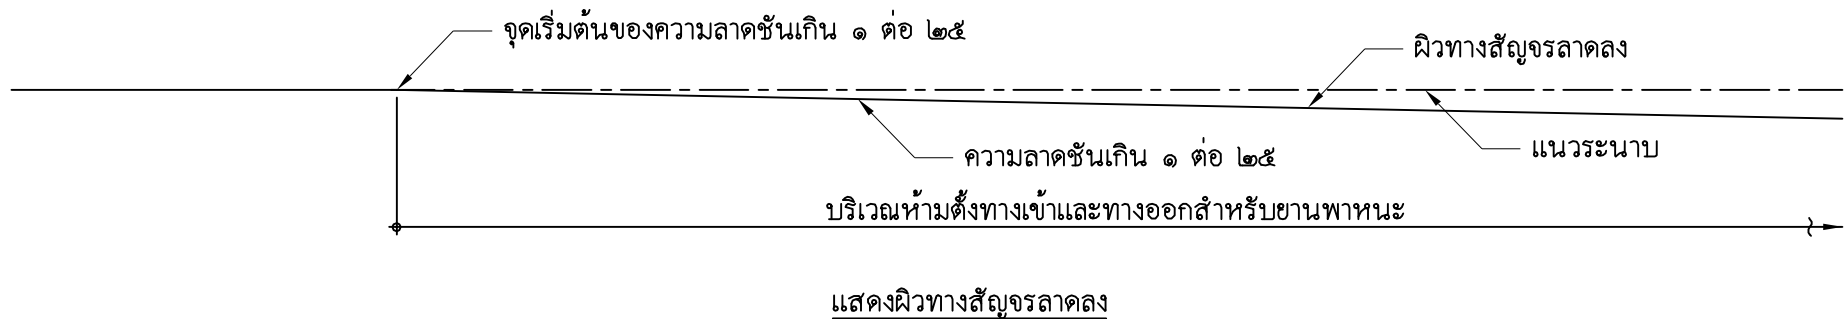 จุดเริ่มต้นของความลาดชันเกิน ๑ ต่อ ๒๕
ผิวทางสัญจรลาดลง
ความลาดชันเกิน ๑ ต่อ ๒๕
แนวระนาบ
บริเวณห้ามตั้งทางเข้าและทางออกสำหรับยานพาหนะ
แสดงผิวทางสัญจรลาดลง